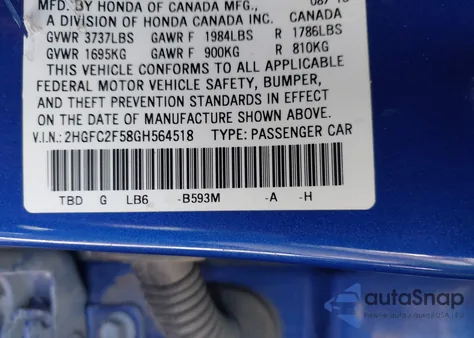 MFD. BY HONDA OF CANADA MFG.,
A DIVISION OF HONDA CANADA INC. CANADA
GVWR 3737LBS GAWR F 1984LBS R 1786LBS
GVWR 1695KG GAWR F 900KG R 810KG
THIS VEHICLE CONFORMS TO ALL APPLICABLE
FEDERAL MOTOR VEHICLE SAFETY, BUMPER,
AND THEFT PREVENTION STANDARDS IN EFFECT
ON THE DATE OF MANUFACTURE SHOWN ABOVE.
V.I.N.: 2HGFC2F58GH564518 TYPE: PASSENGER CAR
TBD G LB6 -B593M -A -H
autoSnap